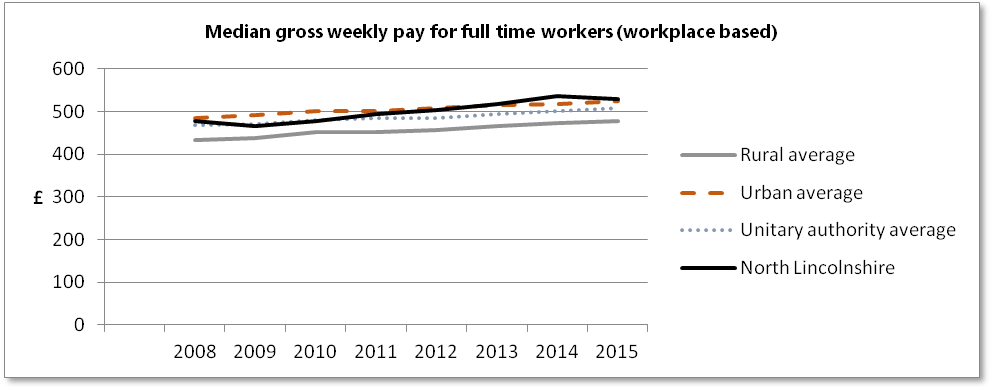 Median gross weekly pay for full time workers (workplace based)
600
500
400
300
200
100
0
£
2008 2009 2010 2011 2012 2013 2014 2015
Rural average
Urban average
Unitary authority average
North Lincolnshire